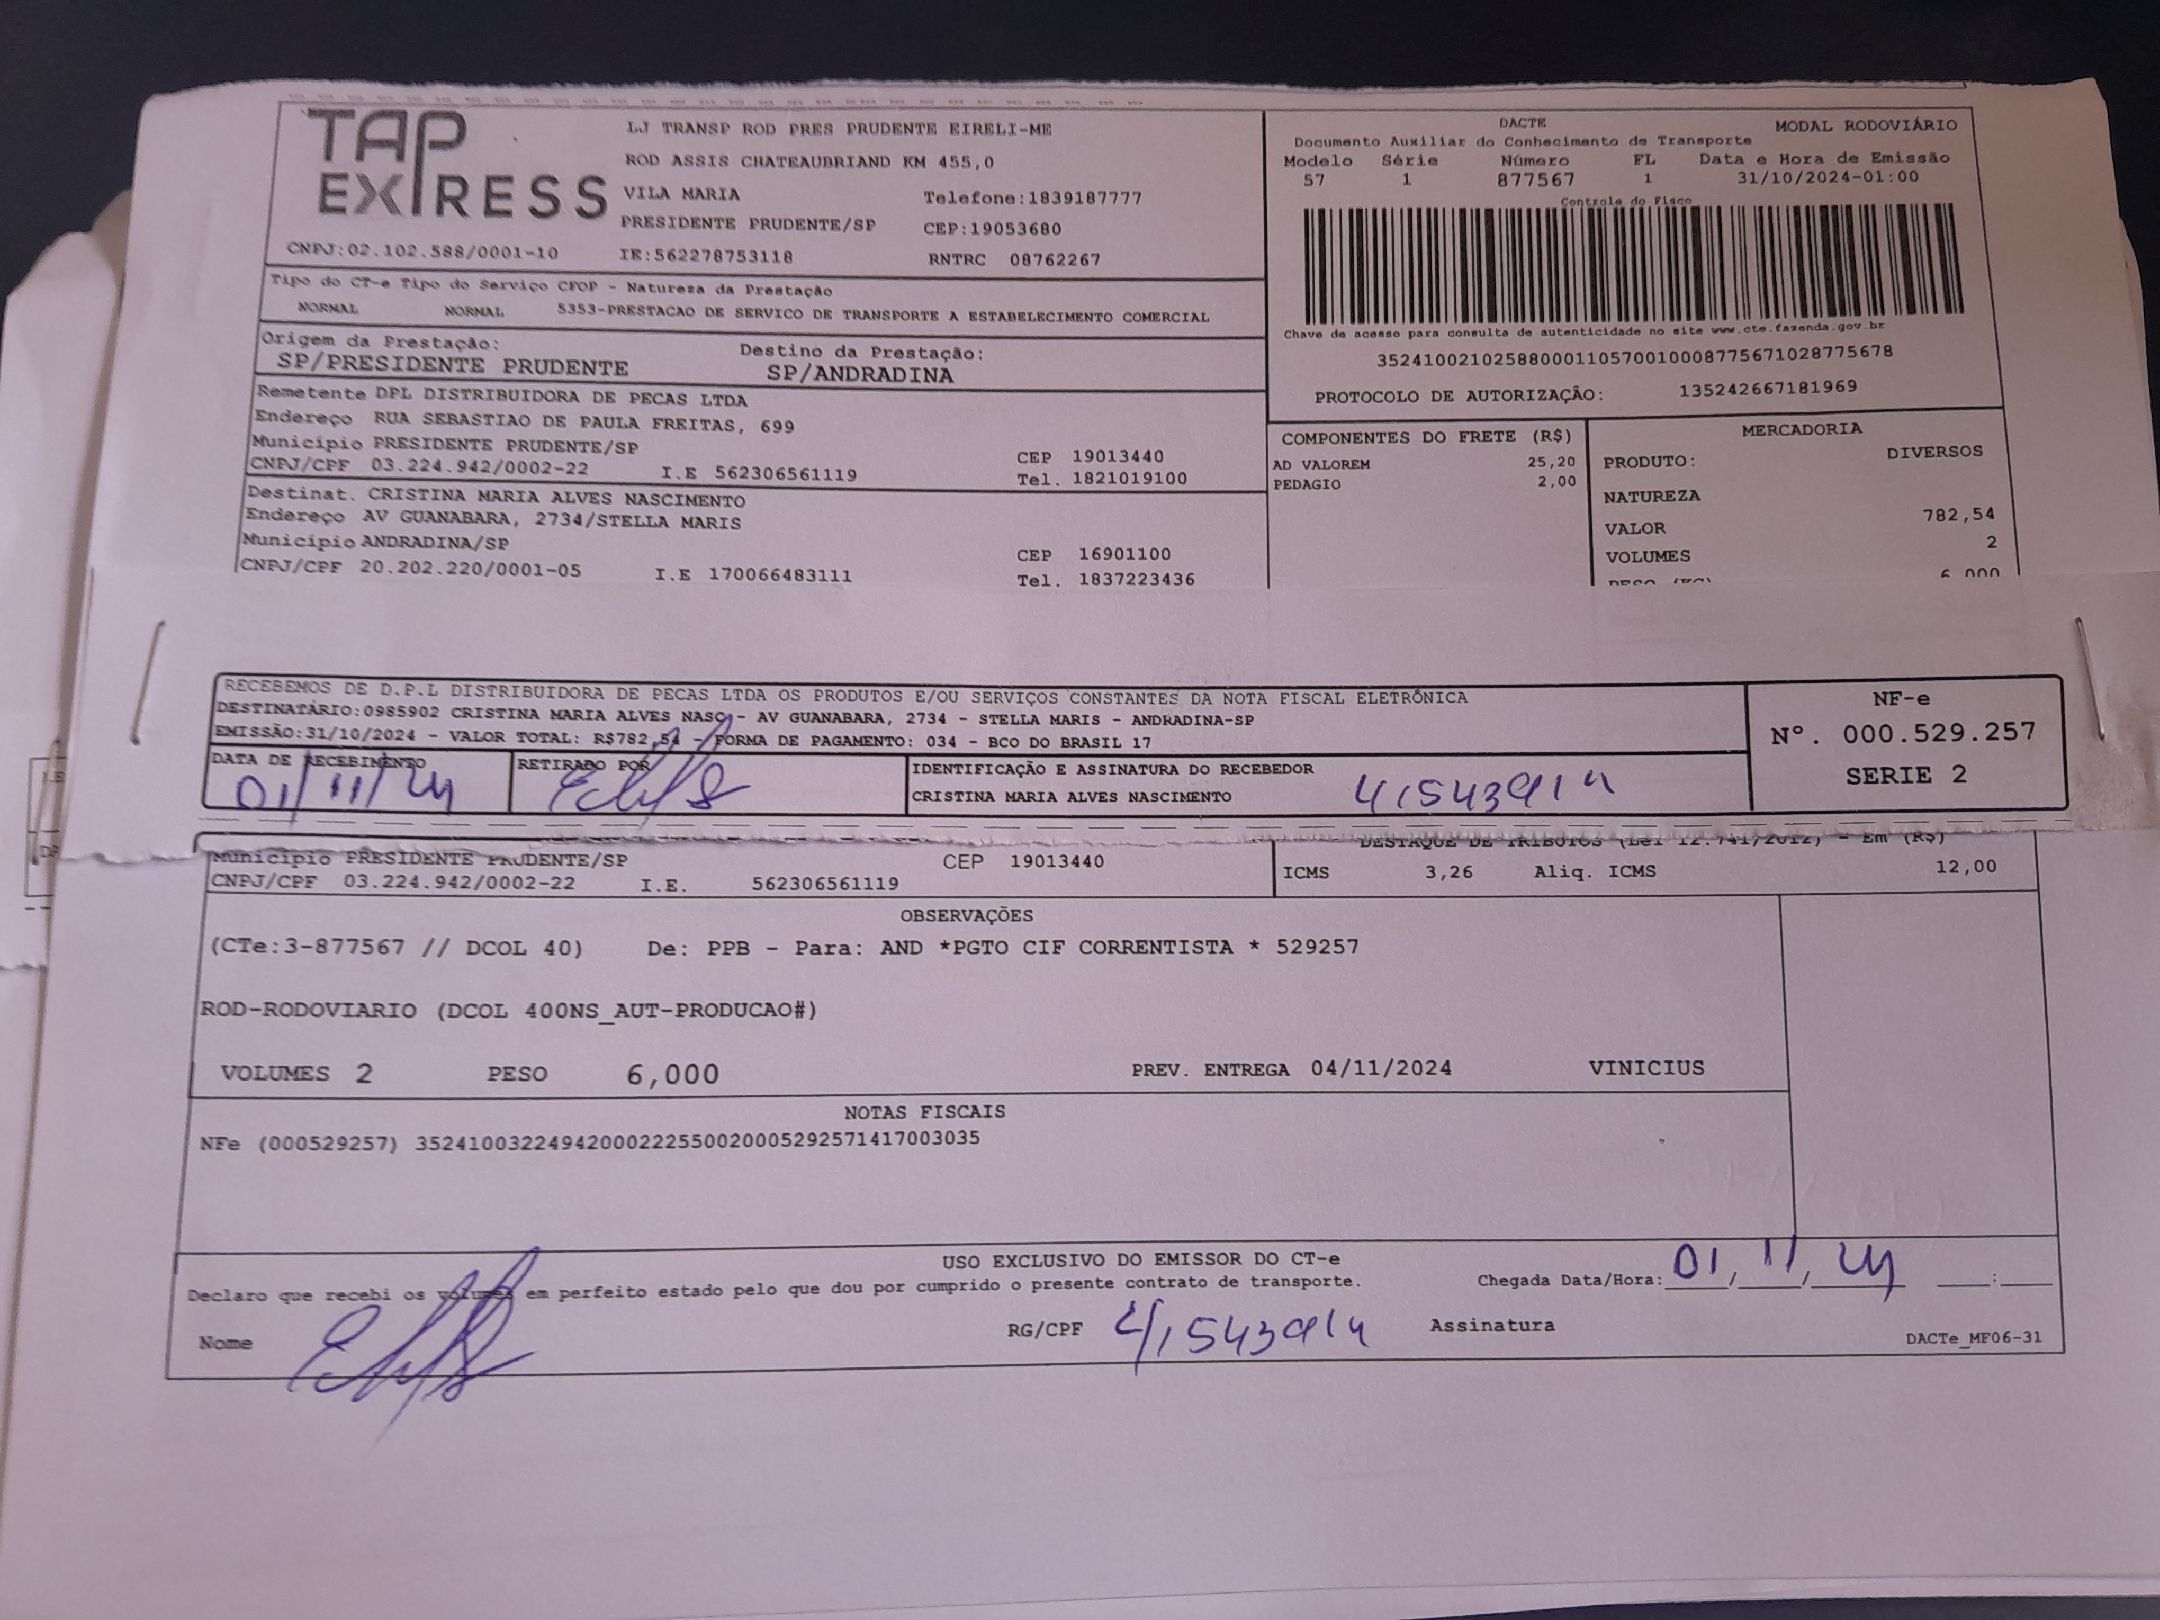 TAP EXPRESS
LJ TRANSP ROD PRES PRUDENTE EIRELI-ME
ROD ASSIS CHATEAUBRIAND KM 455,0
VILA MARIA Telefone:1839187777
PRESIDENTE PRUDENTE/SP CEP:19053680
CNPJ:02.102.588/0001-10 IE:562278753118 RNTRC 08762267
DACTE MODAL RODOVIÁRIO
Documento Auxiliar do Conhecimento de Transporte
Modelo Série Número FL Data e Hora de Emissão
57 1 877567 1 31/10/2024-01:00
Controle do Fisco
Chave de acesso para consulta de autenticidade no site www.cte.fazenda.gov.br
35241002102588000110570010008775671028775678
PROTOCOLO DE AUTORIZAÇÃO: 135242667181969
Tipo do CT-e Tipo do Serviço CFOP - Natureza da Prestação
NORMAL NORMAL 5353-PRESTACAO DE SERVICO DE TRANSPORTE A ESTABELECIMENTO COMERCIAL
Origem da Prestação: Destino da Prestação:
SP/PRESIDENTE PRUDENTE SP/ANDRADINA
Remetente DPL DISTRIBUIDORA DE PECAS LTDA
Endereço RUA SEBASTIAO DE PAULA FREITAS, 699
Município PRESIDENTE PRUDENTE/SP CEP 19013440
CNPJ/CPF 03.224.942/0002-22 I.E 562306561119 Tel. 1821019100
Destinat. CRISTINA MARIA ALVES NASCIMENTO
Endereço AV GUANABARA, 2734/STELLA MARIS
Município ANDRADINA/SP CEP 16901100
CNPJ/CPF 20.202.220/0001-05 I.E 170066483111 Tel. 1837223436
COMPONENTES DO FRETE (R$)
AD VALOREM 25,20
PEDAGIO 2,00
MERCADORIA
PRODUTO: DIVERSOS
NATUREZA
VALOR 782,54
VOLUMES 2
PESO (KG) 6,000
RECEBEMOS DE D.P.L DISTRIBUIDORA DE PECAS LTDA OS PRODUTOS E/OU SERVIÇOS CONSTANTES DA NOTA FISCAL ELETRÔNICA
DESTINATÁRIO:0985902 CRISTINA MARIA ALVES NASC - AV GUANABARA, 2734 - STELLA MARIS - ANDRADINA-SP
EMISSÃO:31/10/2024 - VALOR TOTAL: R$782,54 - FORMA DE PAGAMENTO: 034 - BCO DO BRASIL 17
DATA DE RECEBIMENTO RETIRADO POR IDENTIFICAÇÃO E ASSINATURA DO RECEBEDOR
01/11/24 CRISTINA MARIA ALVES NASCIMENTO 41543914
NF-e
Nº. 000.529.257
SERIE 2
Município PRESIDENTE PRUDENTE/SP CEP 19013440
CNPJ/CPF 03.224.942/0002-22 I.E. 562306561119
DESTAQUE DE TRIBUTOS (Lei 12.741/2012) - Em (R$)
ICMS 3,26 Aliq. ICMS 12,00
OBSERVAÇÕES
(CTe:3-877567 // DCOL 40) De: PPB - Para: AND *PGTO CIF CORRENTISTA * 529257
ROD-RODOVIARIO (DCOL 400NS_AUT-PRODUCAO#)
VOLUMES 2 PESO 6,000 PREV. ENTREGA 04/11/2024 VINICIUS
NOTAS FISCAIS
NFe (000529257) 35241003224942000222550020005292571417003035
USO EXCLUSIVO DO EMISSOR DO CT-e
Declaro que recebi os volumes em perfeito estado pelo que dou por cumprido o presente contrato de transporte. Chegada Data/Hora: 01/11/24 __:__
Nome RG/CPF 41543914 Assinatura
DACTe_MF06-31